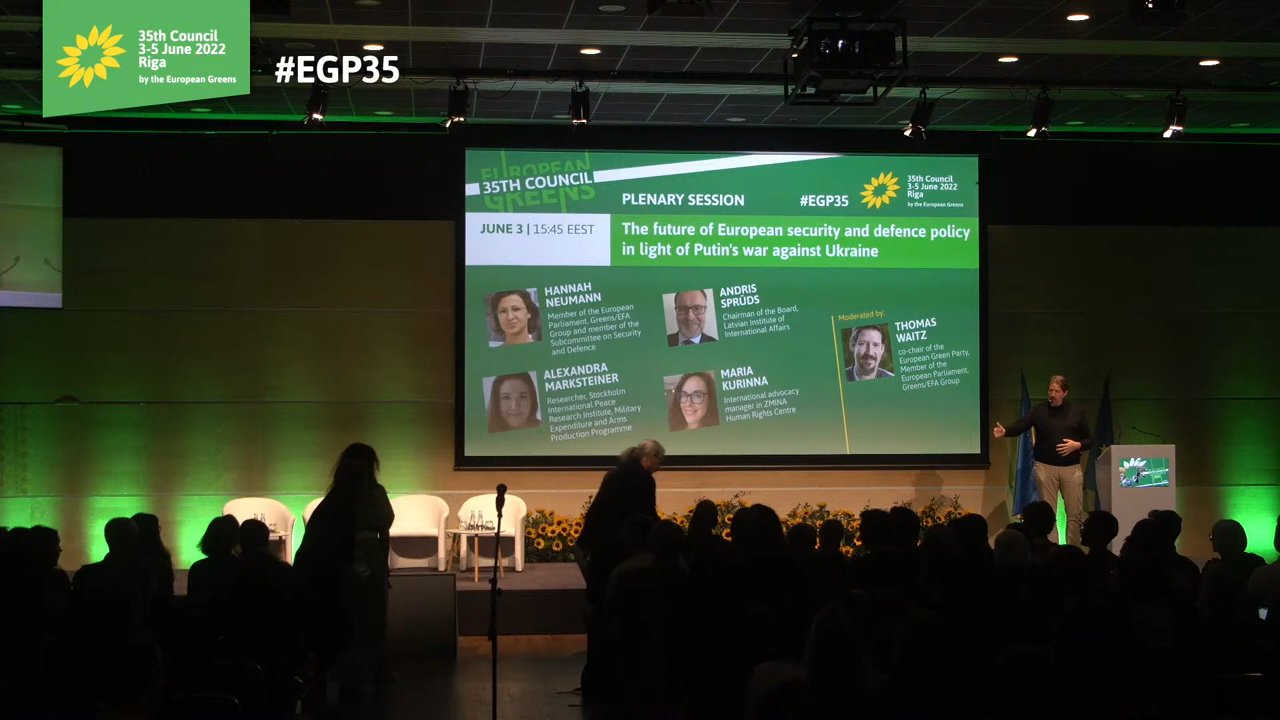 35th Council
3-5 June 2022
Riga
by the European Greens
#EGP35
EUROPEAN
35TH COUNCIL
GREENS
PLENARY SESSION
#EGP35
35th Council
3-5 June 2022
Riga
by the European Greens
JUNE 3 | 15:45 EEST
The future of European security and defence policy
in light of Putin's war against Ukraine
HANNAH
NEUMANN
Member of the European
Parliament, Greens/EFA
Group and member of the
Subcommittee on Security
and Defence
ANDRIS
SPRŪDS
Chairman of the Board,
Latvian Institute of
International Affairs
Moderated by:
THOMAS
WAITZ
co-chair of the
European Green Party,
Member of the
European Parliament,
Greens/EFA Group
ALEXANDRA
MARKSTEINER
Researcher, Stockholm
International Peace
Research Institute, Military
Expenditure and Arms
Production Programme
MARIA
KURINNA
International advocacy
manager in ZMINA
Human Rights Centre